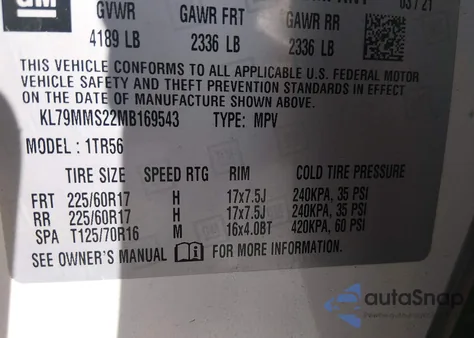 GM
03/21
GVWR GAWR FRT GAWR RR
4189 LB 2336 LB 2336 LB
THIS VEHICLE CONFORMS TO ALL APPLICABLE U.S. FEDERAL MOTOR
VEHICLE SAFETY AND THEFT PREVENTION STANDARDS IN EFFECT
ON THE DATE OF MANUFACTURE SHOWN ABOVE.
KL79MMS22MB169543 TYPE: MPV
MODEL: 1TR56
TIRE SIZE SPEED RTG RIM COLD TIRE PRESSURE
FRT 225/60R17 H 17x7.5J 240KPA, 35 PSI
RR 225/60R17 H 17x7.5J 240KPA, 35 PSI
SPA T125/70R16 M 16x4.0BT 420KPA, 60 PSI
SEE OWNER'S MANUAL FOR MORE INFORMATION.
autaSnap